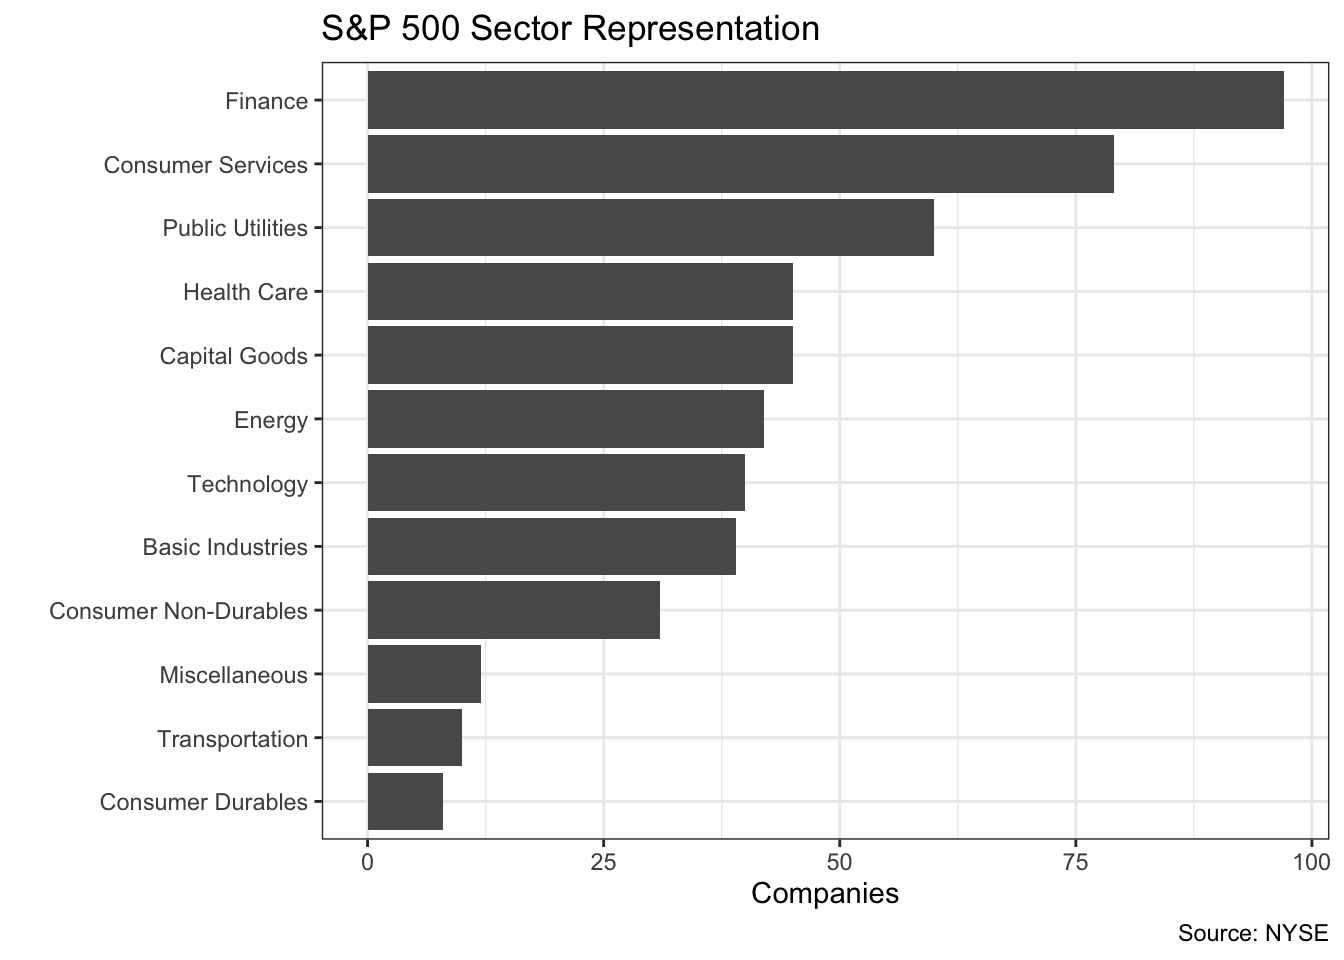 S&P 500 Sector Representation
Finance
Consumer Services
Public Utilities
Health Care
Capital Goods
Energy
Technology
Basic Industries
Consumer Non-Durables
Miscellaneous
Transportation
Consumer Durables
0 25 50 75 100
Companies
Source: NYSE